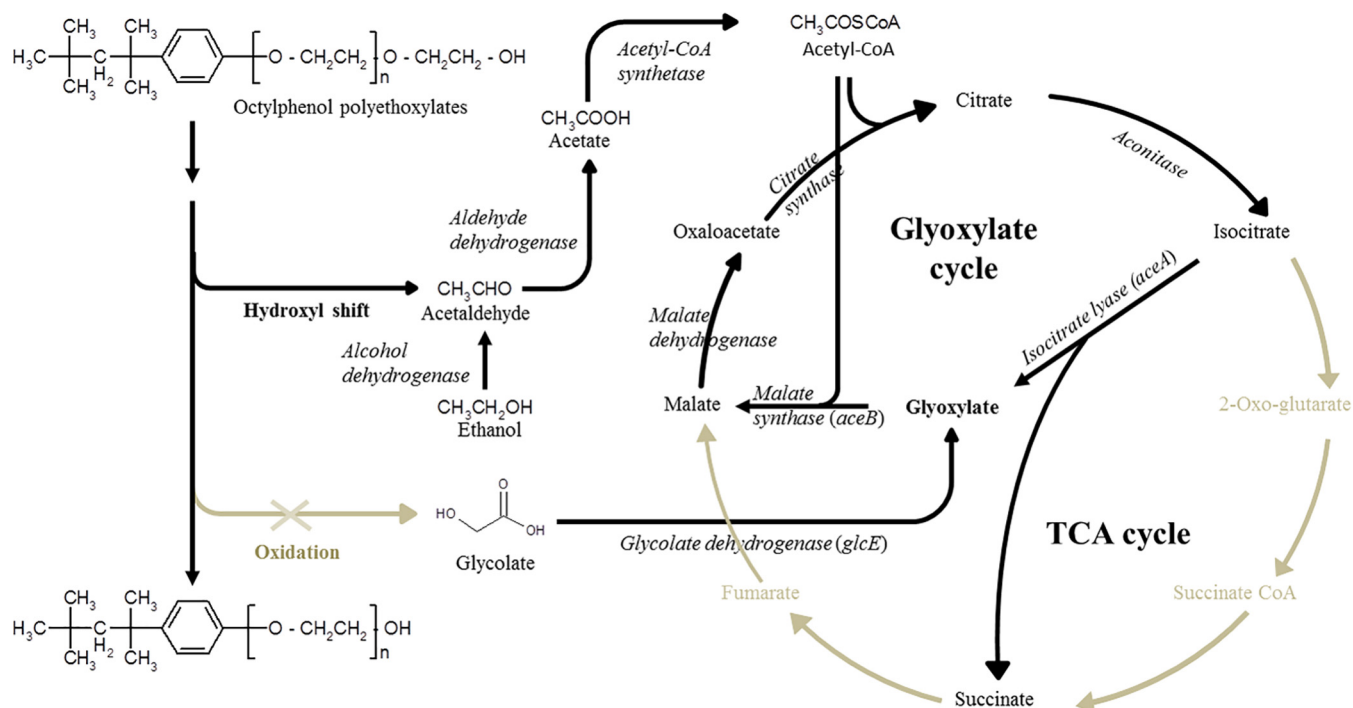 CH3 CH3
H3C C C O - CH2CH2 O - CH2CH2 - OH
H2
CH3 CH3 n
Octylphenol polyethoxylates
Acetyl-CoA
synthetase
CH3COSCoA
Acetyl-CoA
CH3COOH
Acetate
Citrate
Aconitase
Citrate
synthase
Aldehyde
dehydrogenase
Oxaloacetate
Glyoxylate
cycle
Isocitrate
Hydroxyl shift
CH3CHO
Acetaldehyde
Malate
dehydrogenase
Isocitrate lyase (aceA)
Alcohol
dehydrogenase
CH3CH2OH
Ethanol
Malate
Malate
synthase (aceB)
Glyoxylate
2-Oxo-glutarate
Oxidation
HO O OH
Glycolate
Glycolate dehydrogenase (glcE)
TCA cycle
Fumarate
Succinate CoA
CH3 CH3
H3C C O - CH2CH2 OH
H2
CH3 CH3 n
Succinate